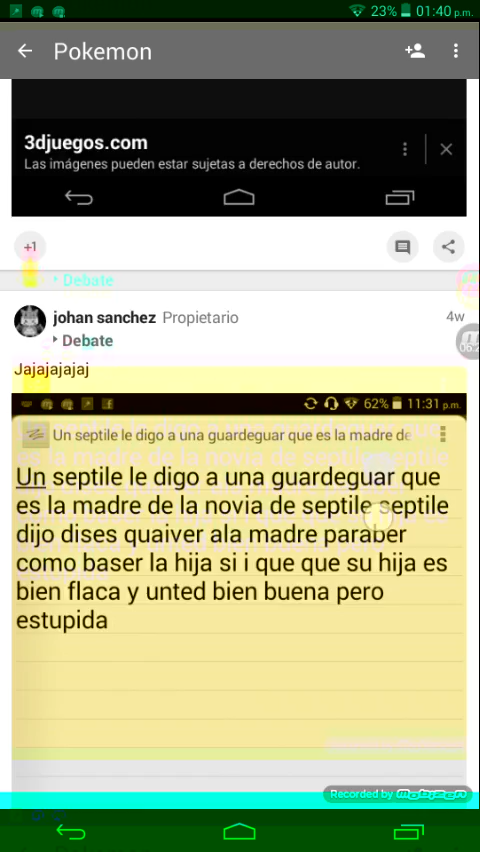 23% 01:40 p.m.
Pokemon
3djuegos.com
Las imágenes pueden estar sujetas a derechos de autor.
+1
Debate
johan sanchez Propietario
4w
Debate
Jajajajajaj
62% 11:31 p.m.
Un septile le digo a una guardeguar que es la madre de
Un septile le digo a una guardeguar que
es la madre de la novia de septile septile
dijo dises quaiver ala madre paraber
como baser la hija si i que que su hija es
bien flaca y unted bien buena pero
estupida
Recorded by mobizen